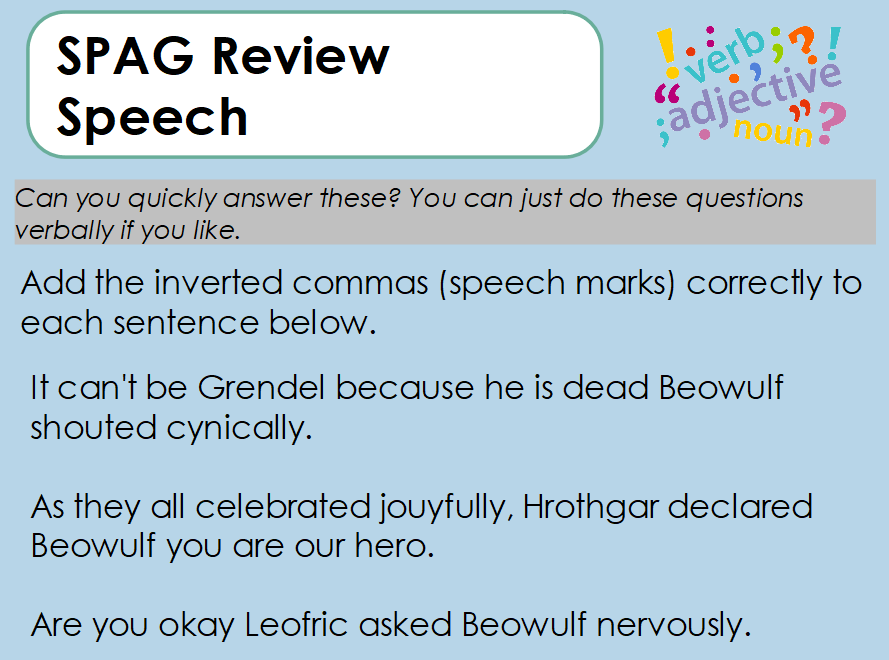 SPAG Review
Speech
! verb ; ? !
“ ; adjective
noun ” ?
Can you quickly answer these? You can just do these questions
verbally if you like.
Add the inverted commas (speech marks) correctly to
each sentence below.
It can't be Grendel because he is dead Beowulf
shouted cynically.
As they all celebrated jouyfully, Hrothgar declared
Beowulf you are our hero.
Are you okay Leofric asked Beowulf nervously.